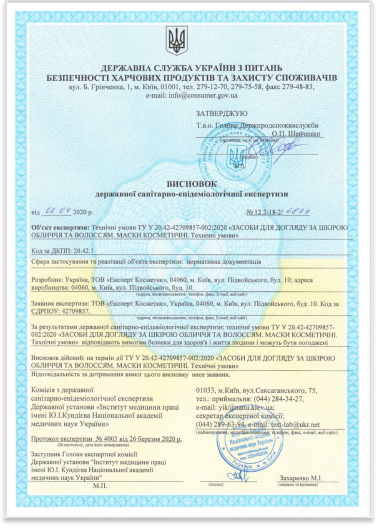 ДЕРЖАВНА СЛУЖБА УКРАЇНИ З ПИТАНЬ
БЕЗПЕЧНОСТІ ХАРЧОВИХ ПРОДУКТІВ ТА ЗАХИСТУ СПОЖИВАЧІВ
вул. Б. Грінченка, 1, м. Київ, 01001, тел. 279-12-70, 279-75-58, факс 279-48-83,
e-mail: info@consumer.gov.ua
ЗАТВЕРДЖУЮ
Т.в.о. Голова Держпродспоживслужби
О.П. Шевченко
ВИСНОВОК
державної санітарно-епідеміологічної експертизи
від 02.04 2020 р.
№ 12.2-18-2/
Об'єкт експертизи: Технічні умови ТУ У 20.42-42709857-002:2020 «ЗАСОБИ ДЛЯ ДОГЛЯДУ ЗА ШКІРОЮ
ОБЛИЧЧЯ ТА ВОЛОССЯМ. МАСКИ КОСМЕТИЧНІ. Технічні умови»
Код за ДКПП: 20.42.1
Сфера застосування та реалізації об'єкта експертизи: нормативна документація
Розробник: Україна, ТОВ «Експерт Косметик», 04060, м. Київ, вул. Підвойського, буд. 10; адреса
виробництва: 04060, м. Київ, вул. Підвойського, буд. 10.
(адреса, місцезнаходження, телефон, факс, E-mail, веб-сайт)
Заявник експертизи: ТОВ «Експерт Косметик», Україна, 04060, м. Київ, вул. Підвойського, буд .10. Код за
ЄДРПОУ: 42709857.
(адреса, місцезнаходження, телефон, факс, E-mail, веб-сайт)
За результатами державної санітарно-епідеміологічної експертизи: технічні умови ТУ У 20.42-42709857-
002:2020 «ЗАСОБИ ДЛЯ ДОГЛЯДУ ЗА ШКІРОЮ ОБЛИЧЧЯ ТА ВОЛОССЯМ. МАСКИ КОСМЕТИЧНІ.
Технічні умови» відповідають вимогам безпеки для здоров'я і життя людини і можуть бути погоджені
Висновок дійсний: на термін дії ТУ У 20.42-42709857-002:2020 «ЗАСОБИ ДЛЯ ДОГЛЯДУ ЗА ШКІРОЮ
ОБЛИЧЧЯ ТА ВОЛОССЯМ. МАСКИ КОСМЕТИЧНІ. Технічні умови»
Відповідальність за дотримання вимог цього висновку несе заявник.
Комісія з державної
санітарно-епідеміологічної експертизи
Державної установи «Інститут медицини праці
імені Ю.І.Кундієва Національної академії
медичних наук України»
01033, м.Київ, вул.Саксаганського, 75,
тел.: приймальня: (044) 284-34-27,
e-mail: yik@nanu.kiev.ua;
секретар експертної комісії:
(044) 289-63-94, e-mail: test-lab@ukr.net
Протокол експертизи № 4003 від 26 березня 2020 р.
Заступник Голови експертної комісії
Державної установи «Інститут медицини праці
імені Ю.І. Кундієва Національної академії
медичних наук України»
М.П.
Захаренко М.І.